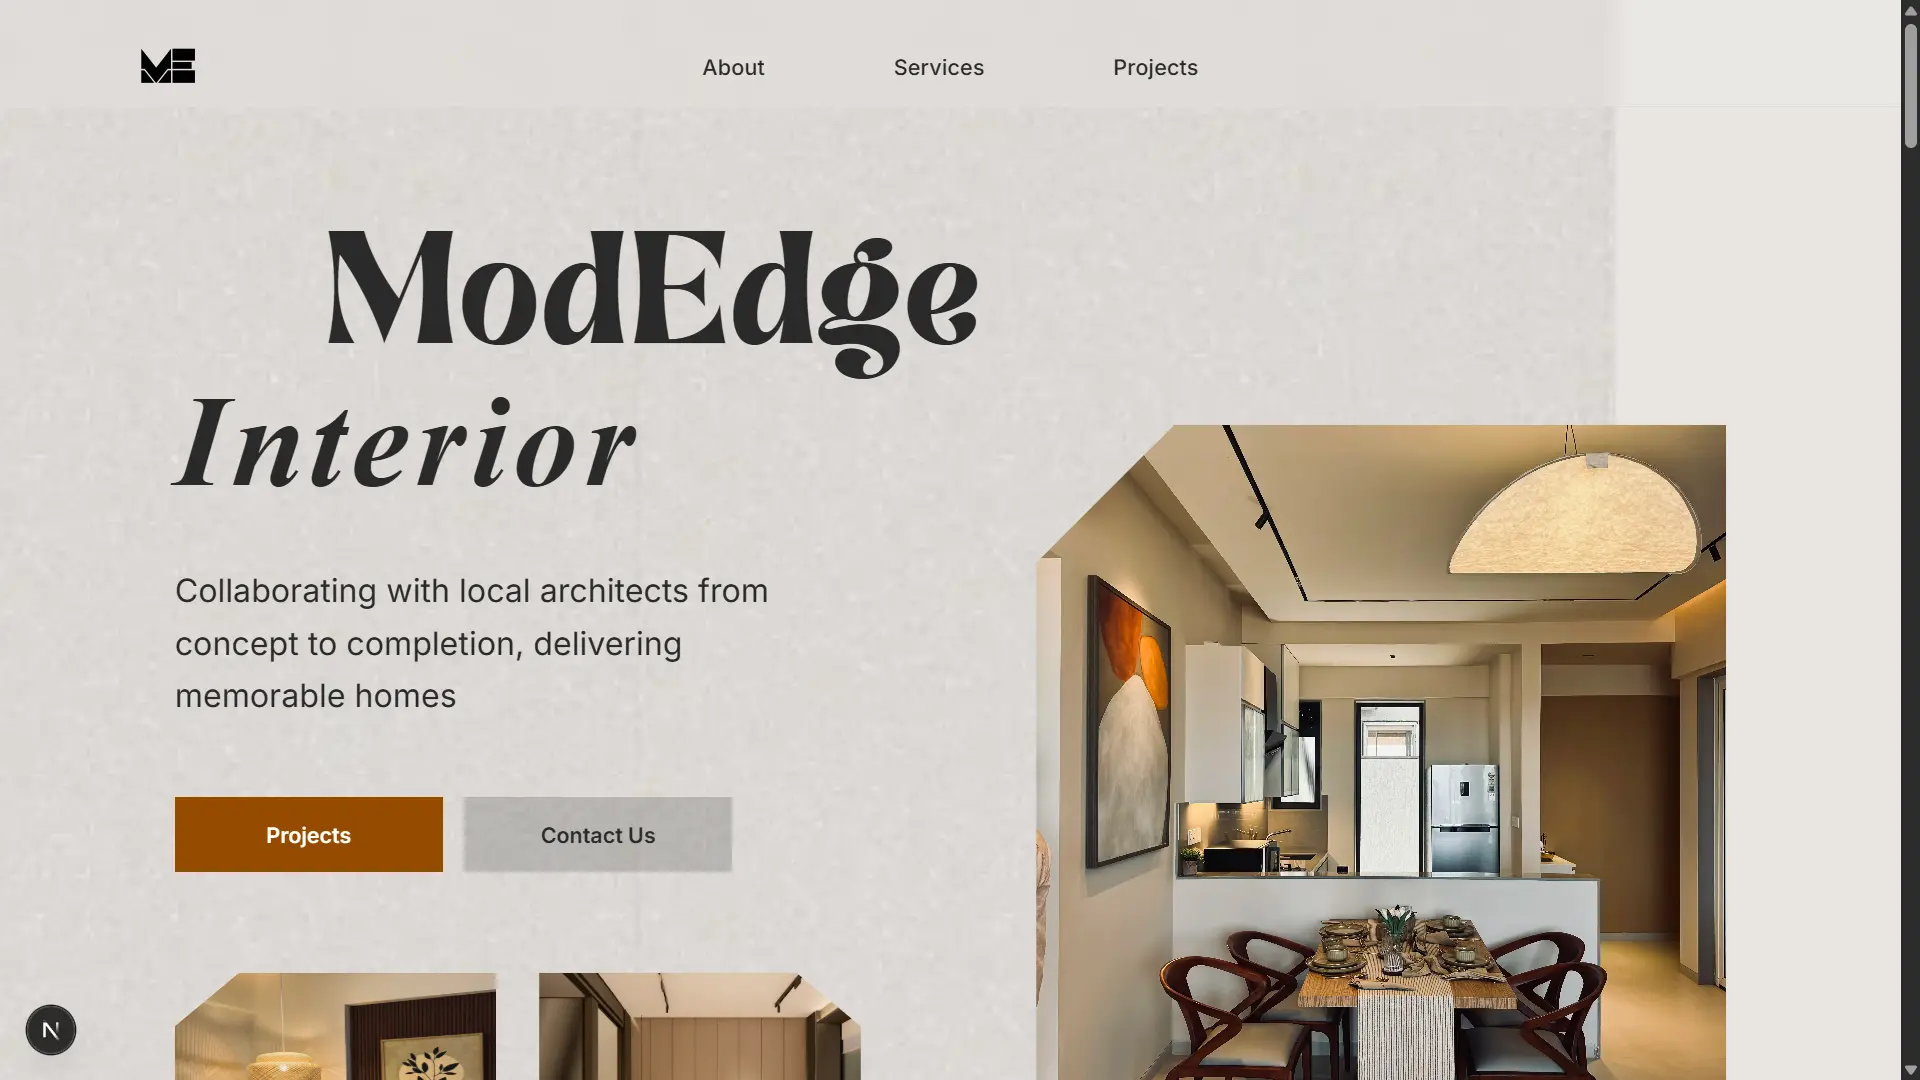 ME
About
Services
Projects
ModEdge
Interior
Collaborating with local architects from
concept to completion, delivering
memorable homes
Projects
Contact Us
N